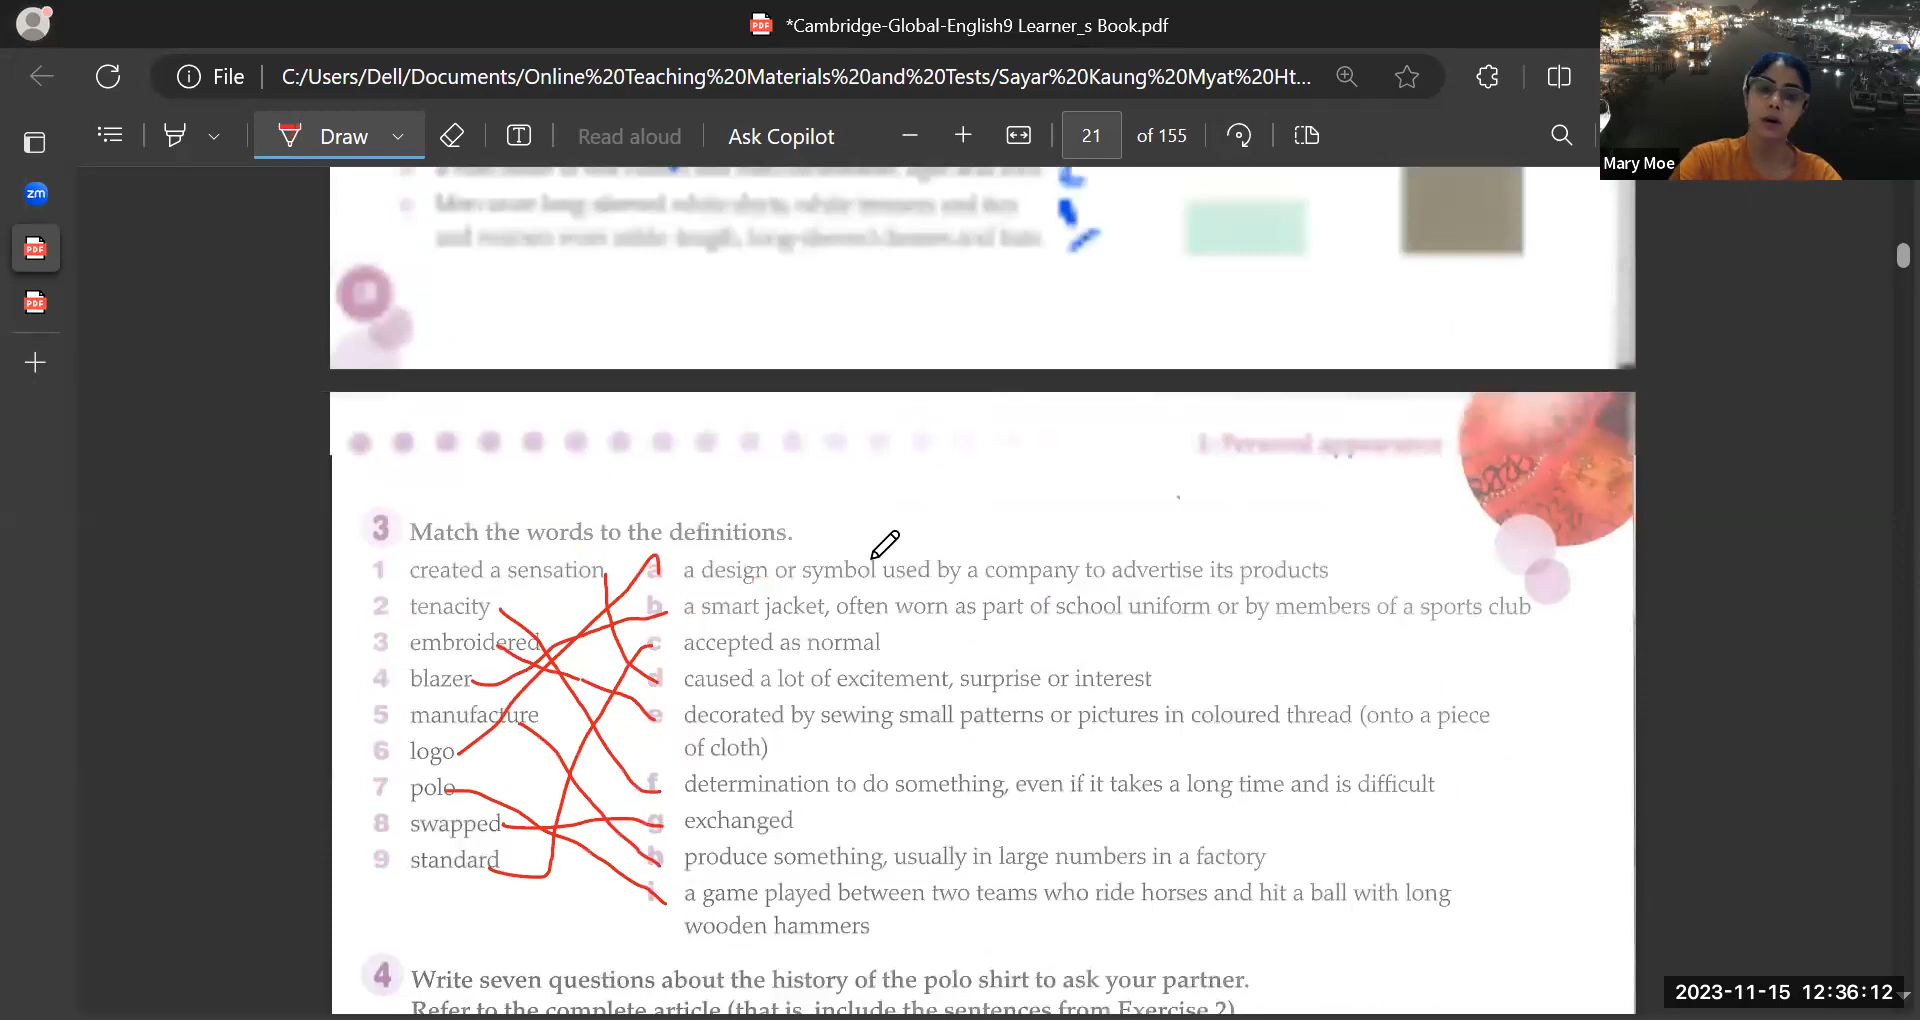 *Cambridge-Global-English9 Learner_s Book.pdf
File
C:/Users/Dell/Documents/Online%20Teaching%20Materials%20and%20Tests/Sayar%20Kaung%20Myat%20Ht...
Draw
Read aloud
Ask Copilot
21
of 155
Mary Moe
zm
PDF
PDF
PDF
1: Personal appearance
3 Match the words to the definitions.
1 created a sensation
a a design or symbol used by a company to advertise its products
2 tenacity
b a smart jacket, often worn as part of school uniform or by members of a sports club
3 embroidered
c accepted as normal
4 blazer
d caused a lot of excitement, surprise or interest
5 manufacture
e decorated by sewing small patterns or pictures in coloured thread (onto a piece
of cloth)
6 logo
7 polo
f determination to do something, even if it takes a long time and is difficult
8 swapped
g exchanged
9 standard
h produce something, usually in large numbers in a factory
i a game played between two teams who ride horses and hit a ball with long
wooden hammers
4 Write seven questions about the history of the polo shirt to ask your partner.
Refer to the complete article (that is, include the sentences from Exercise 2)
2023-11-15 12:36:12